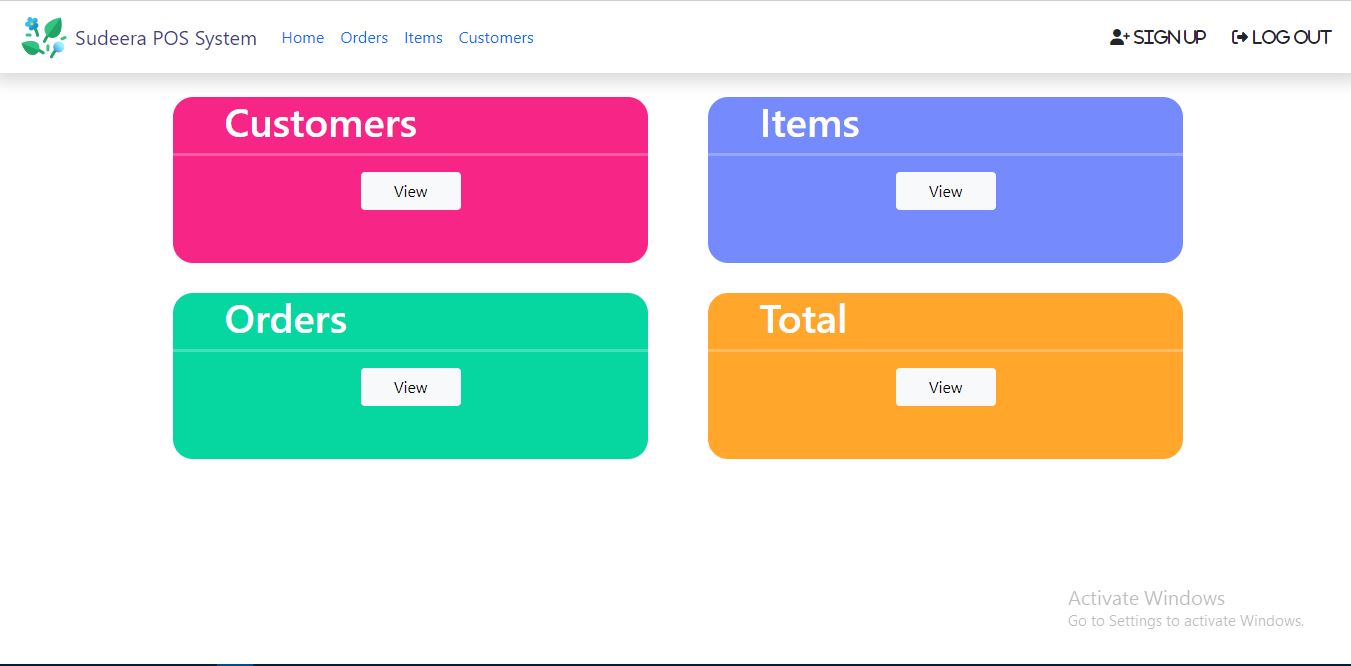 Sudeera POS System Home Orders Items Customers SIGN UP LOG OUT
Customers Items
View View
Orders Total
View View
Activate Windows
Go to Settings to activate Windows.